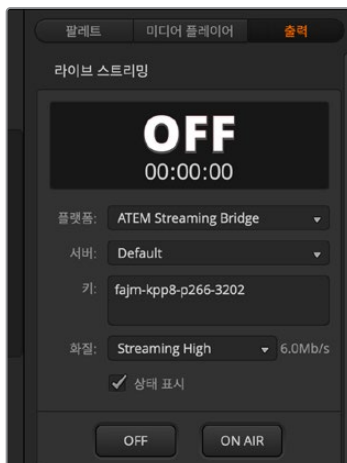 팔레트 미디어 플레이어 출력
라이브 스트리밍
OFF
00:00:00
플랫폼: ATEM Streaming Bridge
서버: Default
키: fajm-kpp8-p266-3202
화질: Streaming High 6.0Mb/s
상태 표시
OFF ON AIR